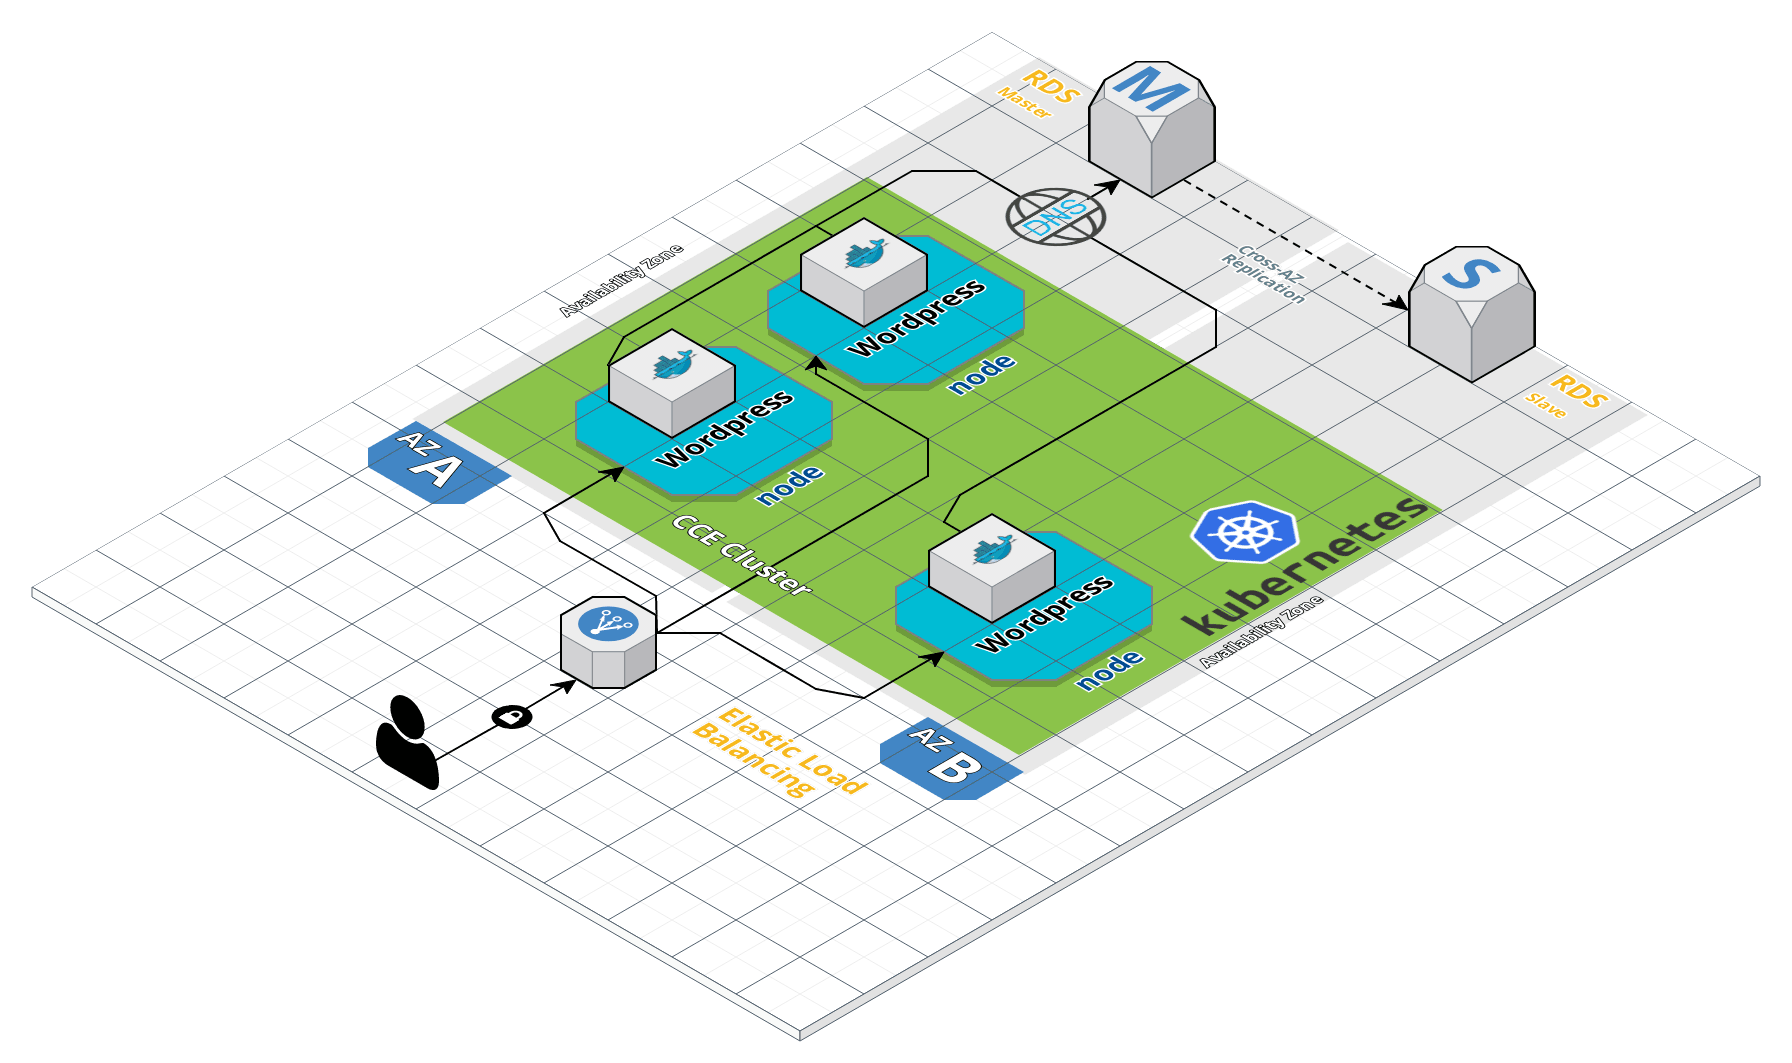 RDS
Master
M
DNS
Cross-AZ
Replication
S
RDS
Slave
Availability Zone
Wordpress
node
Wordpress
node
AZ A
CCE Cluster
kubernetes
Availability Zone
Wordpress
node
Elastic Load
Balancing
AZ B